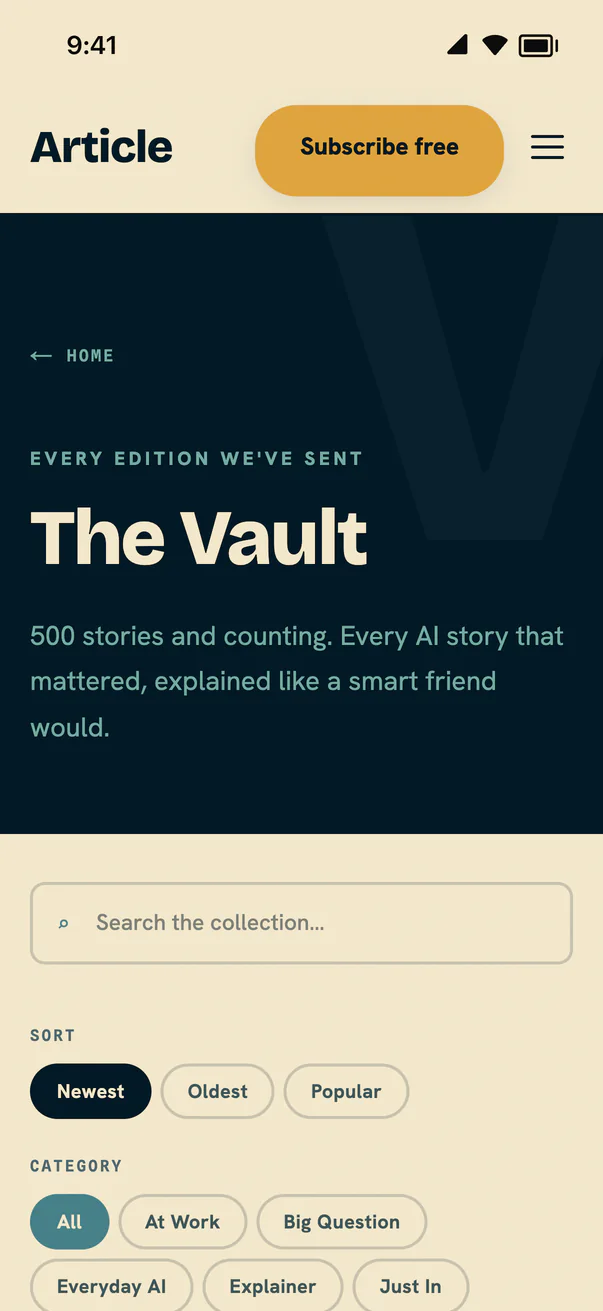 9:41
Article
Subscribe free
← HOME
EVERY EDITION WE'VE SENT
The Vault
500 stories and counting. Every AI story that
mattered, explained like a smart friend
would.
Search the collection...
SORT
Newest Oldest Popular
CATEGORY
All At Work Big Question
Everyday AI Explainer Just In